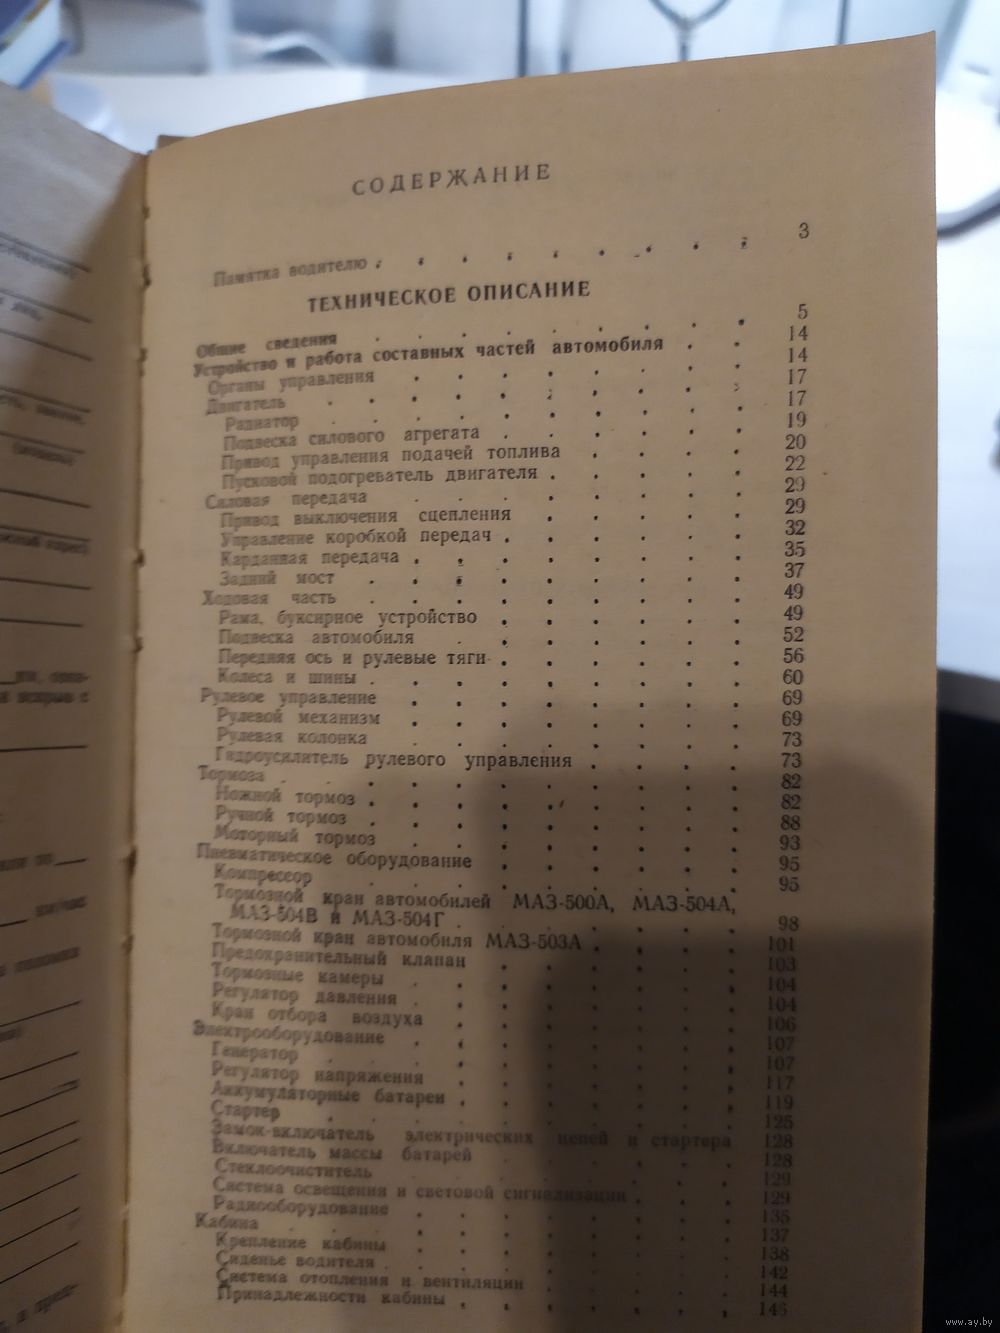 СОДЕРЖАНИЕ
Памятка водителю 3
ТЕХНИЧЕСКОЕ ОПИСАНИЕ
Общие сведения 5
Устройство и работа составных частей автомобиля 14
Органы управления 14
Двигатель 17
Радиатор 17
Подвеска силового агрегата 19
Привод управления подачей топлива 20
Пусковой подогреватель двигателя 22
Силовая передача 29
Привод выключения сцепления 29
Управление коробкой передач 32
Карданная передача 35
Задний мост 37
Ходовая часть 49
Рама, буксирное устройство 49
Подвеска автомобиля 52
Передняя ось и рулевые тяги 56
Колеса и шины 60
Рулевое управление 69
Рулевой механизм 69
Рулевая колонка 73
Гидроусилитель рулевого управления 73
Тормоза 82
Ножной тормоз 82
Ручной тормоз 88
Моторный тормоз 93
Пневматическое оборудование 95
Компрессор 95
Тормозной кран автомобилей МАЗ-500А, МАЗ-504А,
МАЗ-504В и МАЗ-504Г 98
Тормозной кран автомобиля МАЗ-503А 101
Предохранительный клапан 103
Тормозные камеры 104
Регулятор давления 104
Кран отбора воздуха 106
Электрооборудование 107
Генератор 107
Регулятор напряжения 117
Аккумуляторные батареи 119
Стартер 125
Замок-включатель электрических цепей и стартера 128
Включатель массы батарей 128
Стеклоочиститель 129
Система освещения и световой сигнализации 129
Радиооборудование 135
Кабина 137
Крепление кабины 138
Сиденье водителя 142
Система отопления и вентиляции 144
Принадлежности кабины 146
www.ay.by